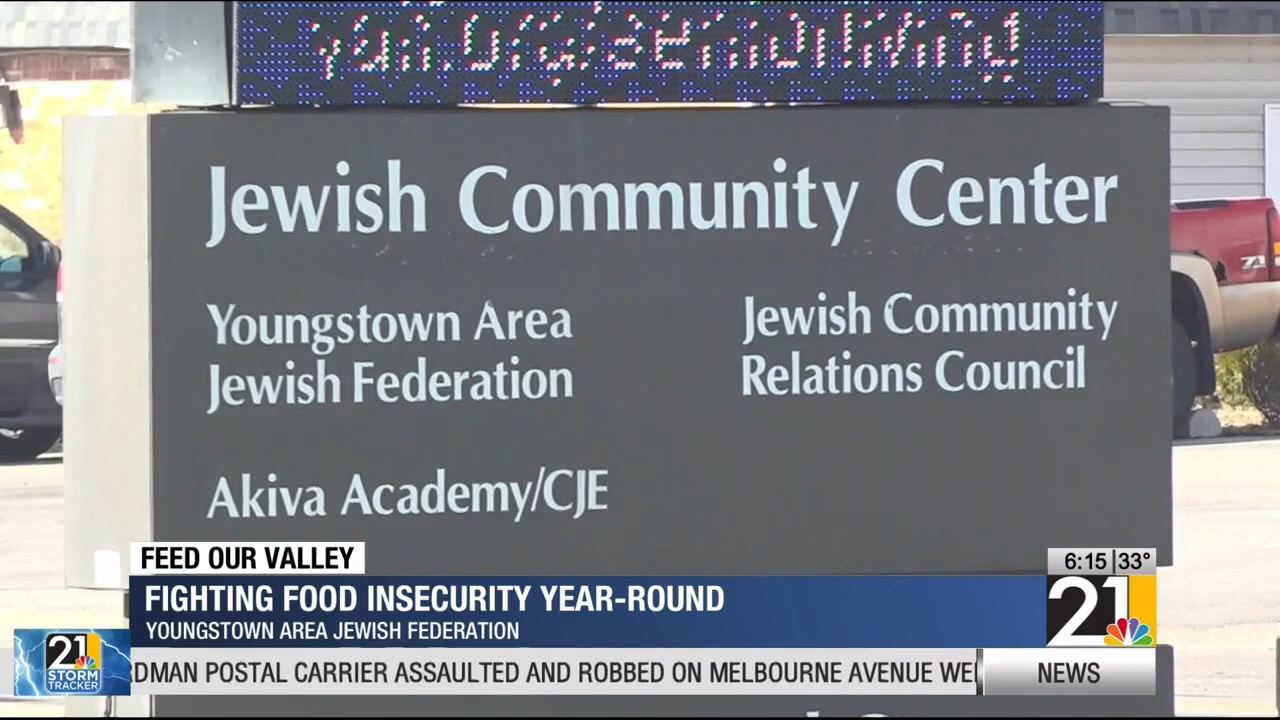 Jewish Community Center
Youngstown Area
Jewish Federation
Jewish Community
Relations Council
Akiva Academy/CJE
FEED OUR VALLEY
6:15 33°
FIGHTING FOOD INSECURITY YEAR-ROUND
YOUNGSTOWN AREA JEWISH FEDERATION
21
21
STORM
TRACKER
RDMAN POSTAL CARRIER ASSAULTED AND ROBBED ON MELBOURNE AVENUE WE
NEWS